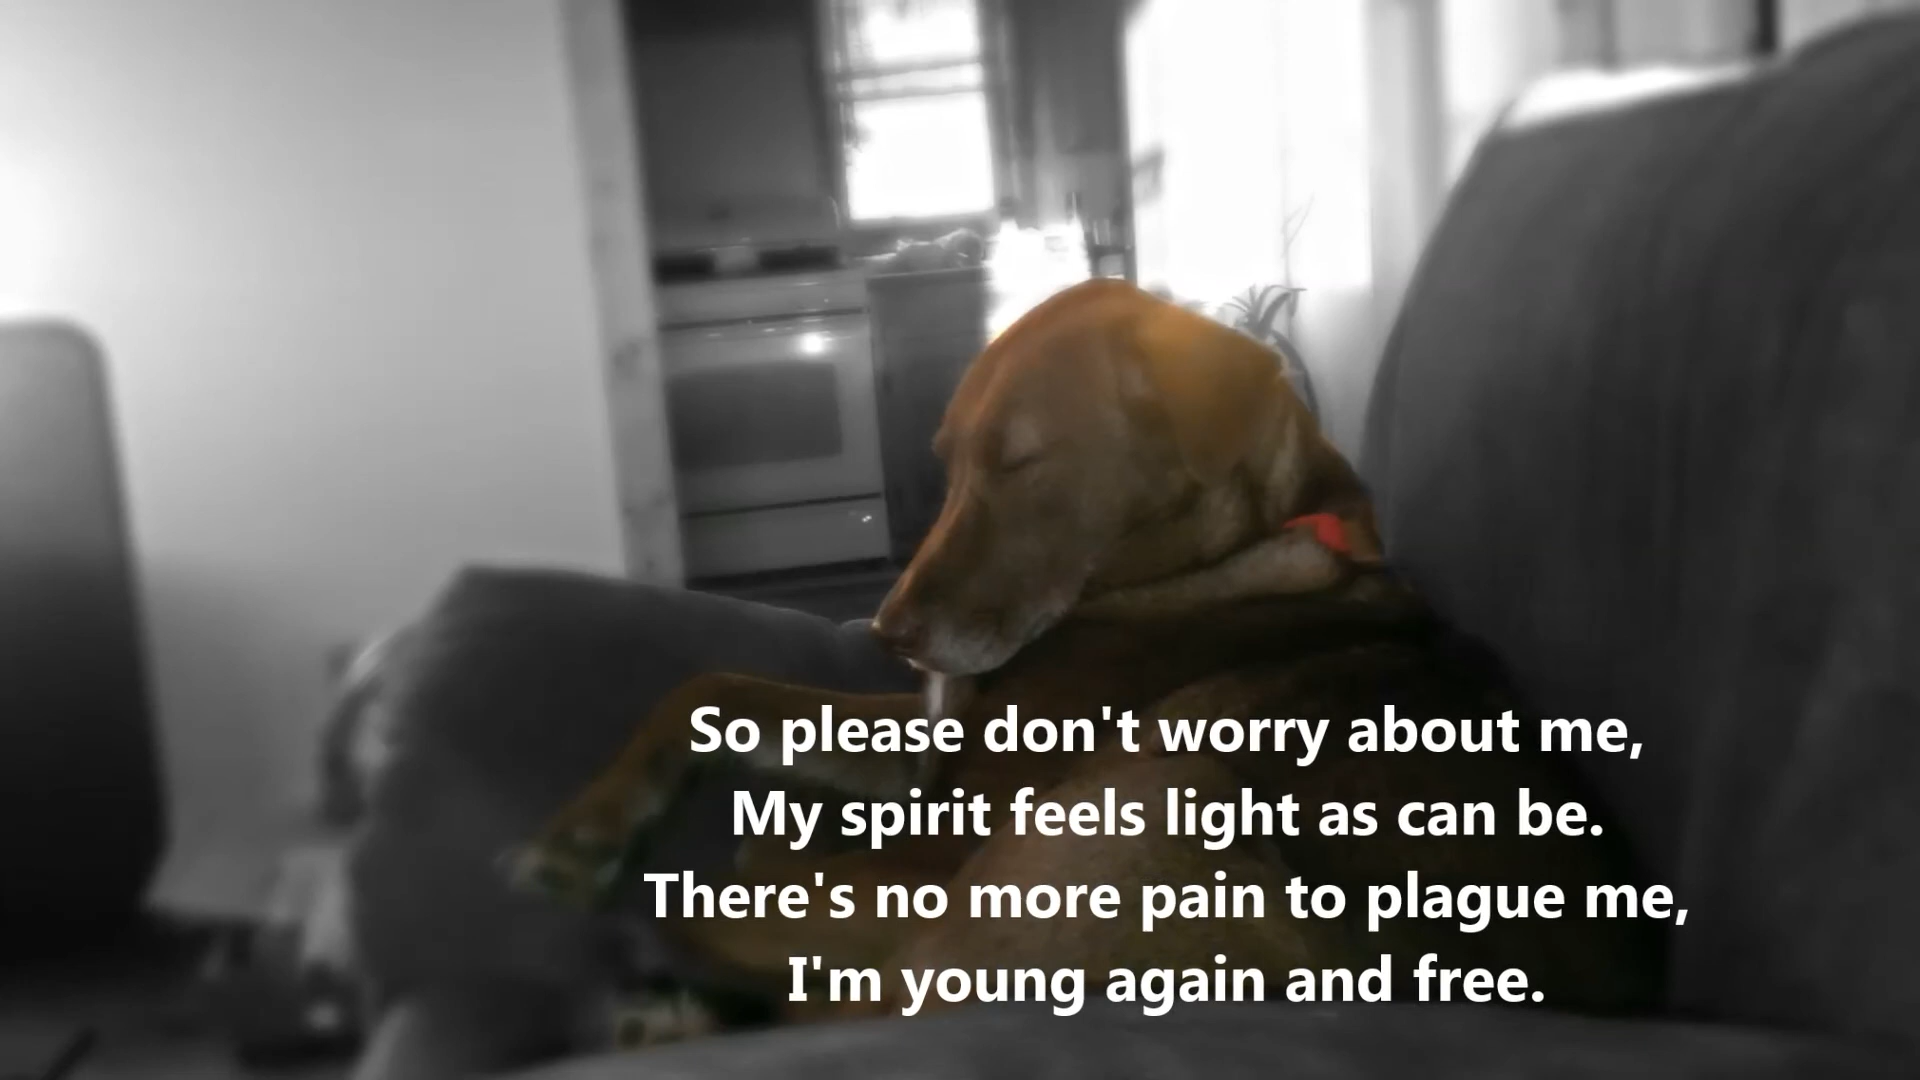 So please don't worry about me,
My spirit feels light as can be.
There's no more pain to plague me,
I'm young again and free.